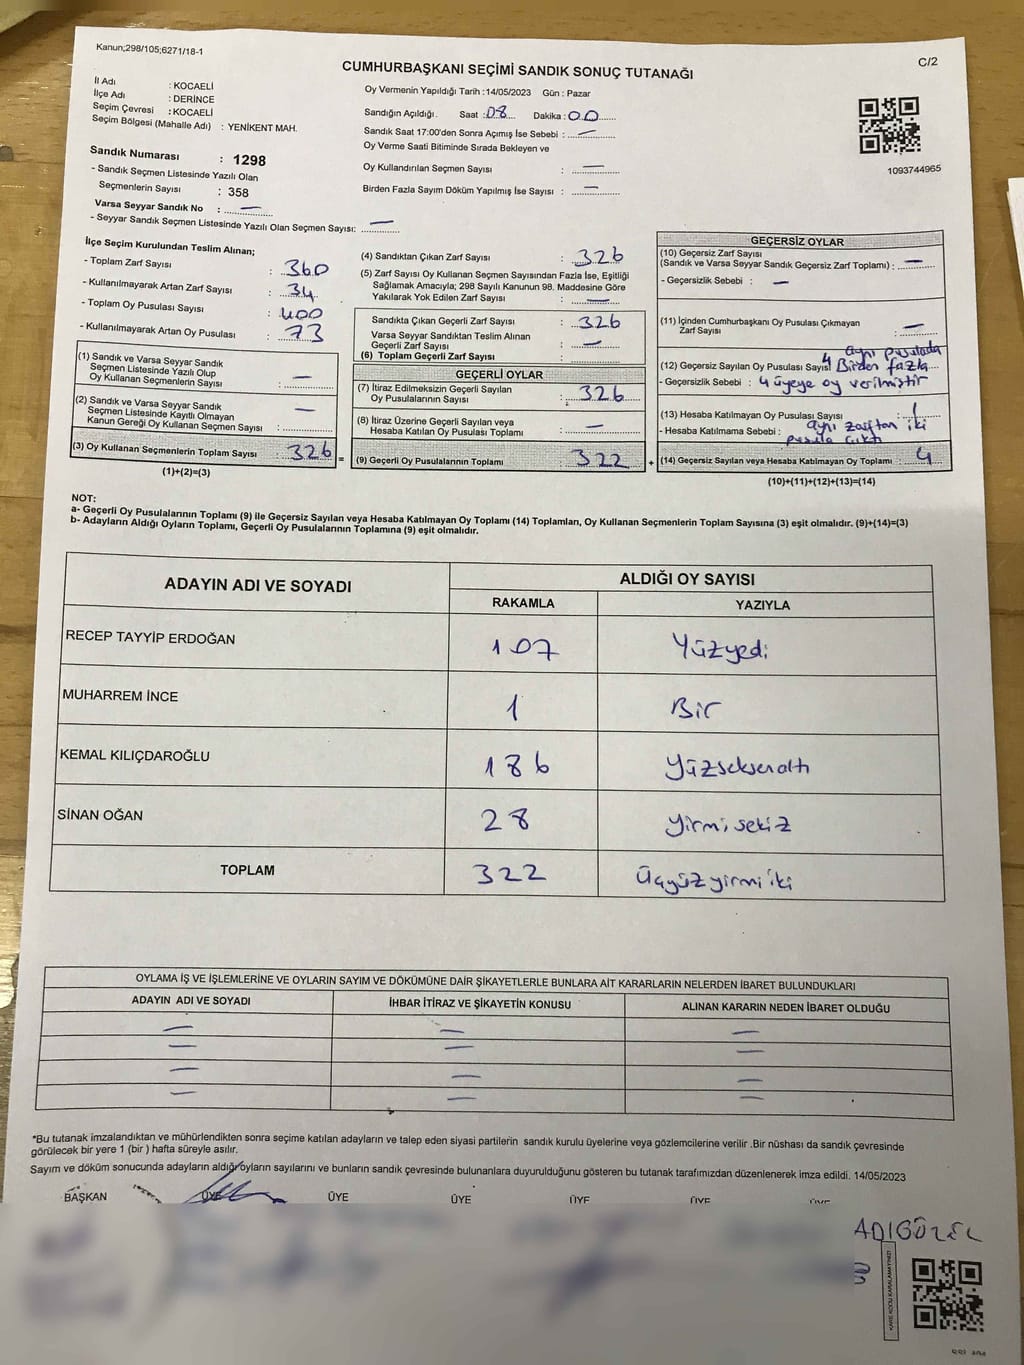 Kanun;298/105;6271/18-1
C/2
CUMHURBAŞKANI SEÇİMİ SANDIK SONUÇ TUTANAĞI
İl Adı : KOCAELİ
İlçe Adı : DERİNCE
Seçim Çevresi : KOCAELİ
Seçim Bölgesi (Mahalle Adı) : YENİKENT MAH.
Oy Vermenin Yapıldığı Tarih :14/05/2023 Gün : Pazar
Sandığın Açıldığı. Saat :08 Dakika :00
Sandık Saat 17:00'den Sonra Açımış İse Sebebi : —
Oy Verme Saati Bitiminde Sırada Bekleyen ve
Oy Kullandırılan Seçmen Sayısı : —
Birden Fazla Sayım Döküm Yapılmış İse Sayısı : —
1093744965
Sandık Numarası : 1298
- Sandık Seçmen Listesinde Yazılı Olan
Seçmenlerin Sayısı : 358
Varsa Seyyar Sandık No : —
- Seyyar Sandık Seçmen Listesinde Yazılı Olan Seçmen Sayısı: —
İlçe Seçim Kurulundan Teslim Alınan;
- Toplam Zarf Sayısı : 360
- Kullanılmayarak Artan Zarf Sayısı : 34
- Toplam Oy Pusulası Sayısı : 400
- Kullanılmayarak Artan Oy Pusulası : 73
(1) Sandık ve Varsa Seyyar Sandık
Seçmen Listesinde Yazılı Olup
Oy Kullanan Seçmenlerin Sayısı : —
(2) Sandık ve Varsa Seyyar Sandık
Seçmen Listesinde Kayıtlı Olmayan
Kanun Gereği Oy Kullanan Seçmen Sayısı : —
(3) Oy Kullanan Seçmenlerin Toplam Sayısı : 326 =
(1)+(2)=(3)
(4) Sandıktan Çıkan Zarf Sayısı : 326
(5) Zarf Sayısı Oy Kullanan Seçmen Sayısından Fazla İse, Eşitliği
Sağlamak Amacıyla; 298 Sayılı Kanunun 98. Maddesine Göre
Yakılarak Yok Edilen Zarf Sayısı : —
Sandıkta Çıkan Geçerli Zarf Sayısı : 326
Varsa Seyyar Sandıktan Teslim Alınan
Geçerli Zarf Sayısı : —
(6) Toplam Geçerli Zarf Sayısı :
GEÇERLİ OYLAR
(7) İtiraz Edilmeksizin Geçerli Sayılan
Oy Pusulalarının Sayısı : 326
(8) İtiraz Üzerine Geçerli Sayılan veya
Hesaba Katılan Oy Pusulası Toplamı : —
(9) Geçerli Oy Pusulalarının Toplamı : 322 +
GEÇERSİZ OYLAR
(10) Geçersiz Zarf Sayısı
(Sandık ve Varsa Seyyar Sandık Geçersiz Zarf Toplamı) : —
- Geçersizlik Sebebi : —
(11) İçinden Cumhurbaşkanı Oy Pusulası Çıkmayan
Zarf Sayısı : —
aynı pusulada
(12) Geçersiz Sayılan Oy Pusulası Sayısı 4 Birden fazla
- Geçersizlik Sebebi : 4 üyeye oy verilmiştir
(13) Hesaba Katılmayan Oy Pusulası Sayısı : 1
- Hesaba Katılmama Sebebi : aynı zarftan iki
pusula çıktı
(14) Geçersiz Sayılan veya Hesaba Katılmayan Oy Toplamı : 4
(10)+(11)+(12)+(13)=(14)
NOT:
a- Geçerli Oy Pusulalarının Toplamı (9) ile Geçersiz Sayılan veya Hesaba Katılmayan Oy Toplamı (14) Toplamları, Oy Kullanan Seçmenlerin Toplam Sayısına (3) eşit olmalıdır. (9)+(14)=(3)
b- Adayların Aldığı Oyların Toplamı, Geçerli Oy Pusulalarının Toplamına (9) eşit olmalıdır.
ADAYIN ADI VE SOYADI
ALDIĞI OY SAYISI
RAKAMLA YAZIYLA
RECEP TAYYİP ERDOĞAN 107 Yüzyedi
MUHARREM İNCE 1 Bir
KEMAL KILIÇDAROĞLU 186 Yüzseksenaltı
SİNAN OĞAN 28 Yirmisekiz
TOPLAM 322 Üçyüzyirmi iki
OYLAMA İŞ VE İŞLEMLERİNE VE OYLARIN SAYIM VE DÖKÜMÜNE DAİR ŞİKAYETLERLE BUNLARA AİT KARARLARIN NELERDEN İBARET BULUNDUKLARI
ADAYIN ADI VE SOYADI İHBAR İTİRAZ VE ŞİKAYETİN KONUSU ALINAN KARARIN NEDEN İBARET OLDUĞU
— — —
— — —
— — —
— — —
*Bu tutanak imzalandıktan ve mühürlendikten sonra seçime katılan adayların ve talep eden siyasi partilerin sandık kurulu üyelerine veya gözlemcilerine verilir .Bir nüshası da sandık çevresinde
görülecek bir yere 1 (bir ) hafta süreyle asılır.
Sayım ve döküm sonucunda adayların aldığı oyların sayılarını ve bunların sandık çevresinde bulunanlara duyurulduğunu gösteren bu tutanak tarafımızdan düzenlenerek imza edildi. 14/05/2023
BAŞKAN ÜYE ÜYE ÜYE ÜYE ÜYE ÜYE
ADIGÜZEL